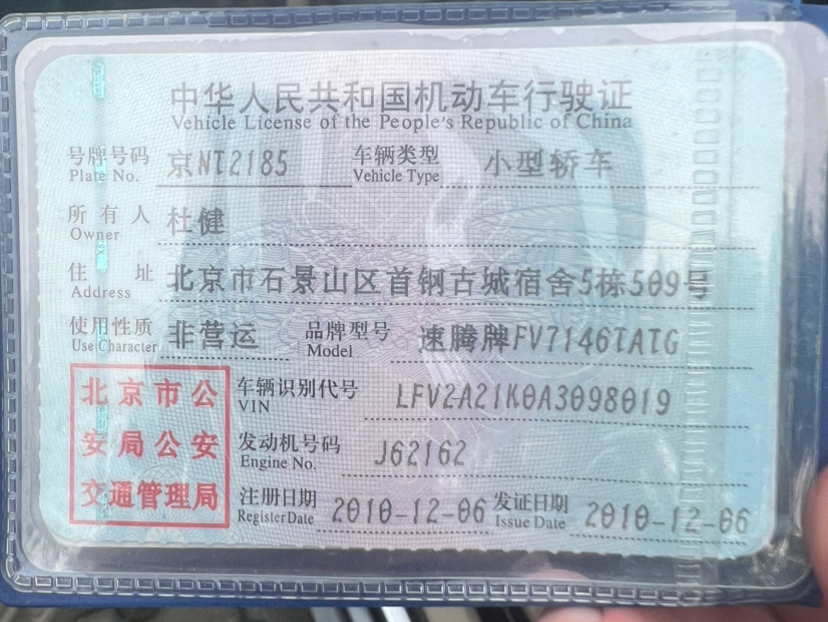 中华人民共和国机动车行驶证
Vehicle License of the People's Republic of China
号牌号码 京NT2185 车辆类型 小型轿车
Plate No. Vehicle Type
所有人 杜健
Owner
住址 北京市石景山区首钢古城宿舍5栋509号
Address
使用性质 非营运 品牌型号 速腾牌FV7146TATG
Use Character Model
北京市公
安局公安
交通管理局
车辆识别代号 LFV2A21K0A3098019
VIN
发动机号码 J62162
Engine No.
注册日期 2010-12-06 发证日期 2010-12-06
Register Date Issue Date